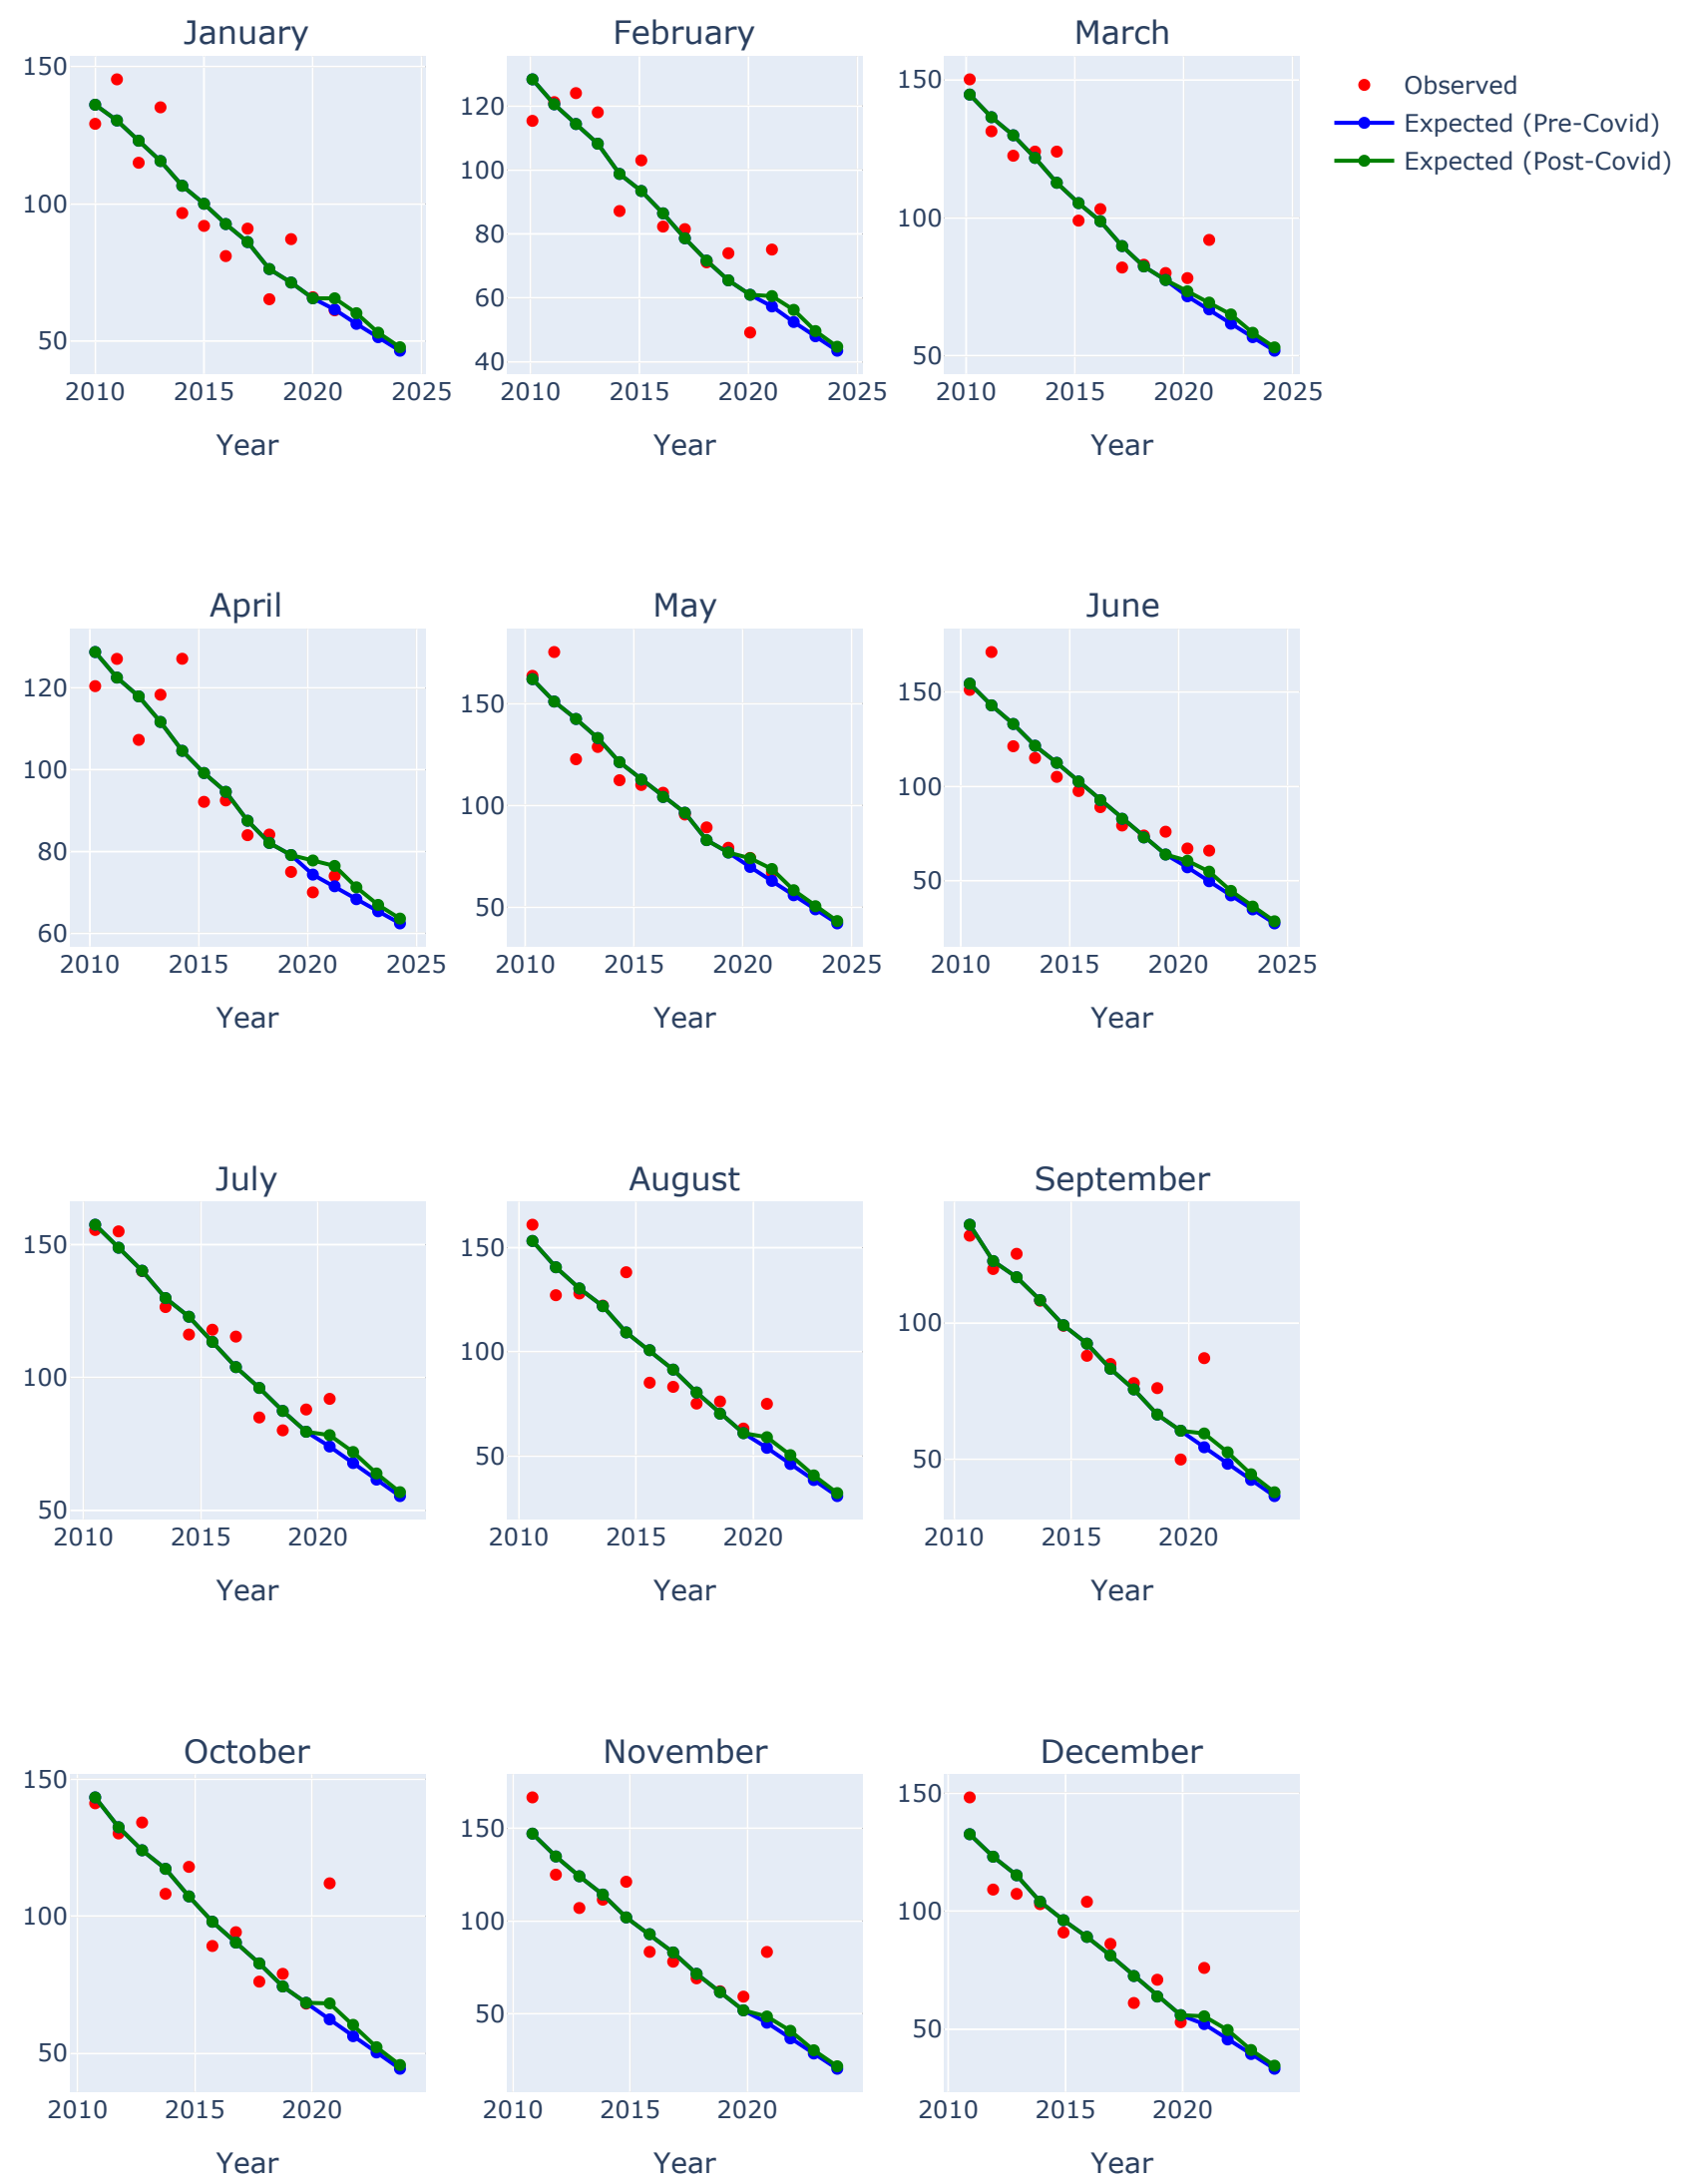 January February March
150
100
50
2010 2015 2020 2025
Year
120
100
80
60
40
2010 2015 2020 2025
Year
150
100
50
2010 2015 2020 2025
Year
Observed
Expected (Pre-Covid)
Expected (Post-Covid)
April May June
120
100
80
60
2010 2015 2020 2025
Year
150
100
50
2010 2015 2020 2025
Year
150
100
50
2010 2015 2020 2025
Year
July August September
150
100
50
2010 2015 2020
Year
150
100
50
2010 2015 2020
Year
100
50
2010 2015 2020
Year
October November December
150
100
50
2010 2015 2020
Year
150
100
50
2010 2015 2020
Year
150
100
50
2010 2015 2020
Year